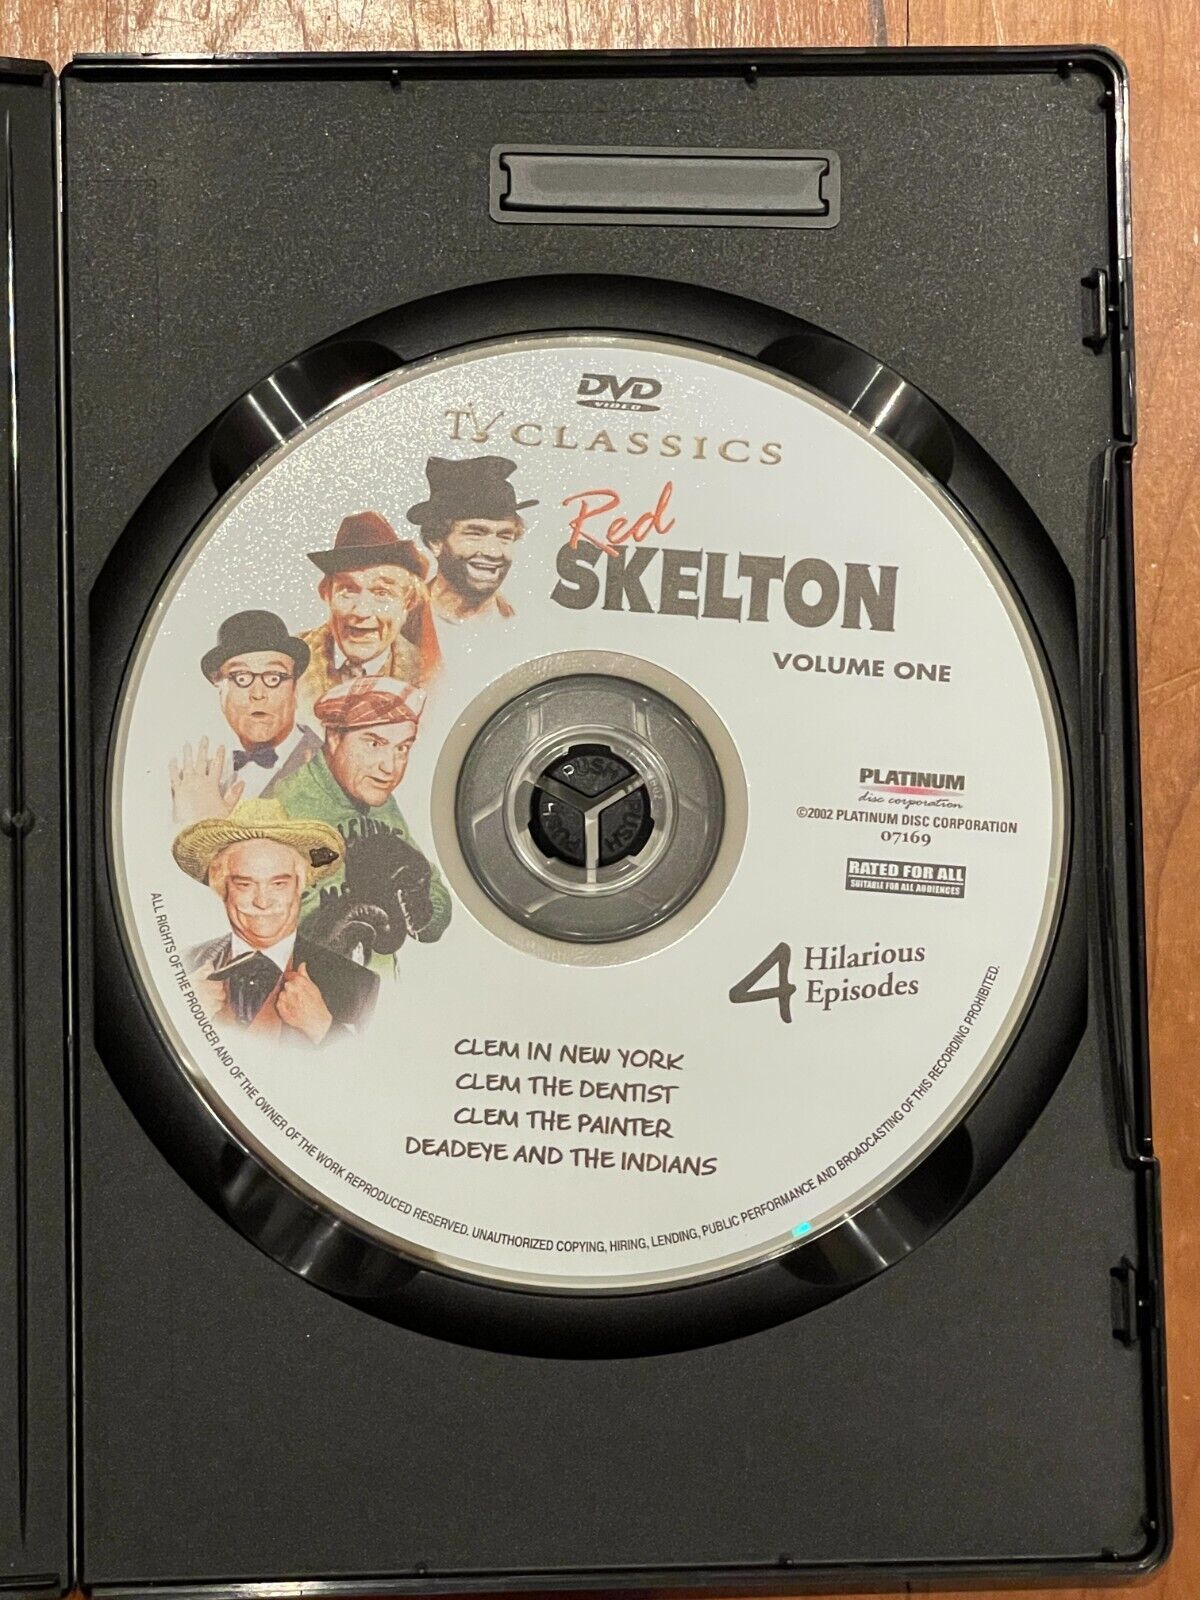 DVD
VIDEO
TV CLASSICS
Red
SKELTON
VOLUME ONE
PUSH
PUSH
PUSH
PLATINUM
disc corporation
©2002 PLATINUM DISC CORPORATION
07169
RATED FOR ALL
SUITABLE FOR ALL AUDIENCES
4 Hilarious
Episodes
CLEM IN NEW YORK
CLEM THE DENTIST
CLEM THE PAINTER
DEADEYE AND THE INDIANS
ALL RIGHTS OF THE PRODUCER AND OF THE OWNER OF THE WORK REPRODUCED RESERVED. UNAUTHORIZED COPYING, HIRING, LENDING, PUBLIC PERFORMANCE AND BROADCASTING OF THIS RECORDING PROHIBITED.